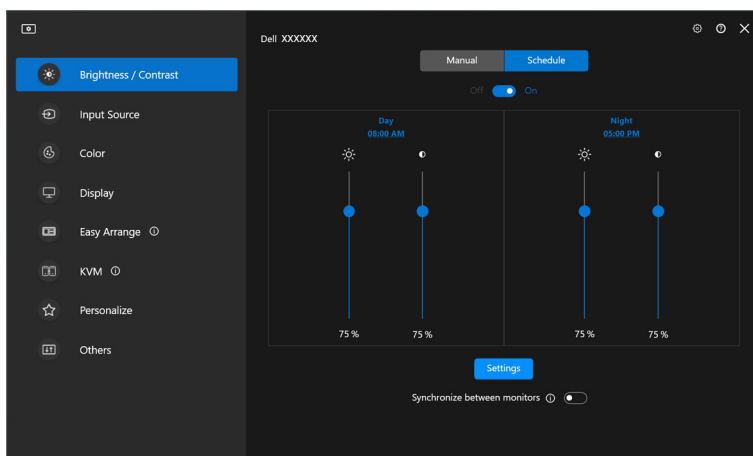 Dell XXXXXX
Brightness / Contrast
Input Source
Color
Display
Easy Arrange
KVM
Personalize
Others
Manual Schedule
Off On
Day
08:00 AM
75 % 75 %
Night
05:00 PM
75 % 75 %
Settings
Synchronize between monitors